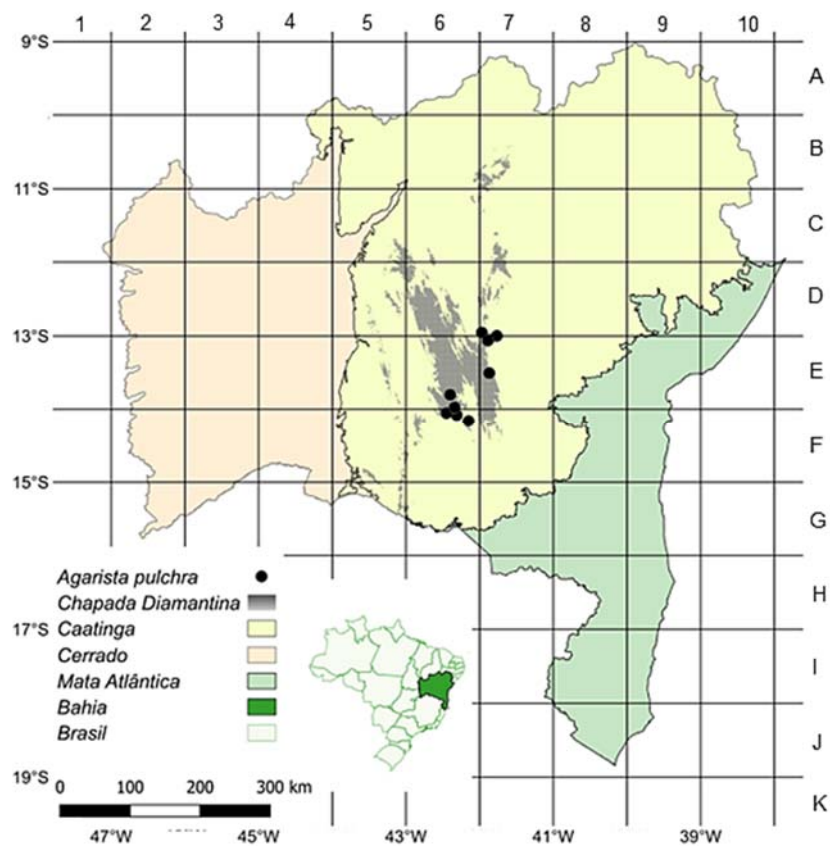 1 2 3 4 5 6 7 8 9 10
9°S
A
B
11°S
C
D
13°S
E
F
15°S
G
Agarista pulchra
Chapada Diamantina
H
Caatinga
17°S
Cerrado
I
Mata Atlântica
Bahia
Brasil
J
19°S
0 100 200 300 km
K
47°W 45°W 43°W 41°W 39°W